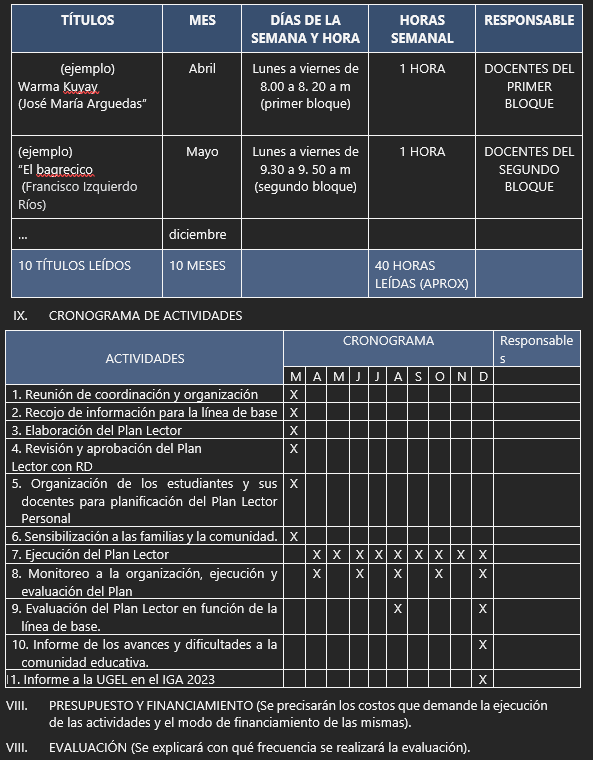 TÍTULOS MES DÍAS DE LA HORAS RESPONSABLE
SEMANA Y HORA SEMANAL
(ejemplo) Abril Lunes a viernes de 1 HORA DOCENTES DEL
Warma Kuyay 8.00 a 8. 20 a m PRIMER
(José María Arguedas” (primer bloque) BLOQUE
(ejemplo) Mayo Lunes a viernes de 1 HORA DOCENTES DEL
“El bagrecico 9.30 a 9. 50 a m SEGUNDO
(Francisco Izquierdo (segundo bloque) BLOQUE
Ríos)
... diciembre
10 TÍTULOS LEÍDOS 10 MESES 40 HORAS
LEÍDAS (APROX)
IX. CRONOGRAMA DE ACTIVIDADES
ACTIVIDADES CRONOGRAMA Responsable
s
M A M J J A S O N D
1. Reunión de coordinación y organización X
2. Recojo de información para la línea de base X
3. Elaboración del Plan Lector X
4. Revisión y aprobación del Plan X
Lector con RD
5. Organización de los estudiantes y sus X
docentes para planificación del Plan Lector
Personal
6. Sensibilización a las familias y la comunidad. X
7. Ejecución del Plan Lector X X X X X X X X X
8. Monitoreo a la organización, ejecución y X X X X X
evaluación del Plan
9. Evaluación del Plan Lector en función de la X X
línea de base.
10. Informe de los avances y dificultades a la X
comunidad educativa.
11. Informe a la UGEL en el IGA 2023 X
VIII. PRESUPUESTO Y FINANCIAMIENTO (Se precisarán los costos que demande la ejecución
de las actividades y el modo de financiamiento de las mismas).
VIII. EVALUACIÓN (Se explicará con qué frecuencia se realizará la evaluación).